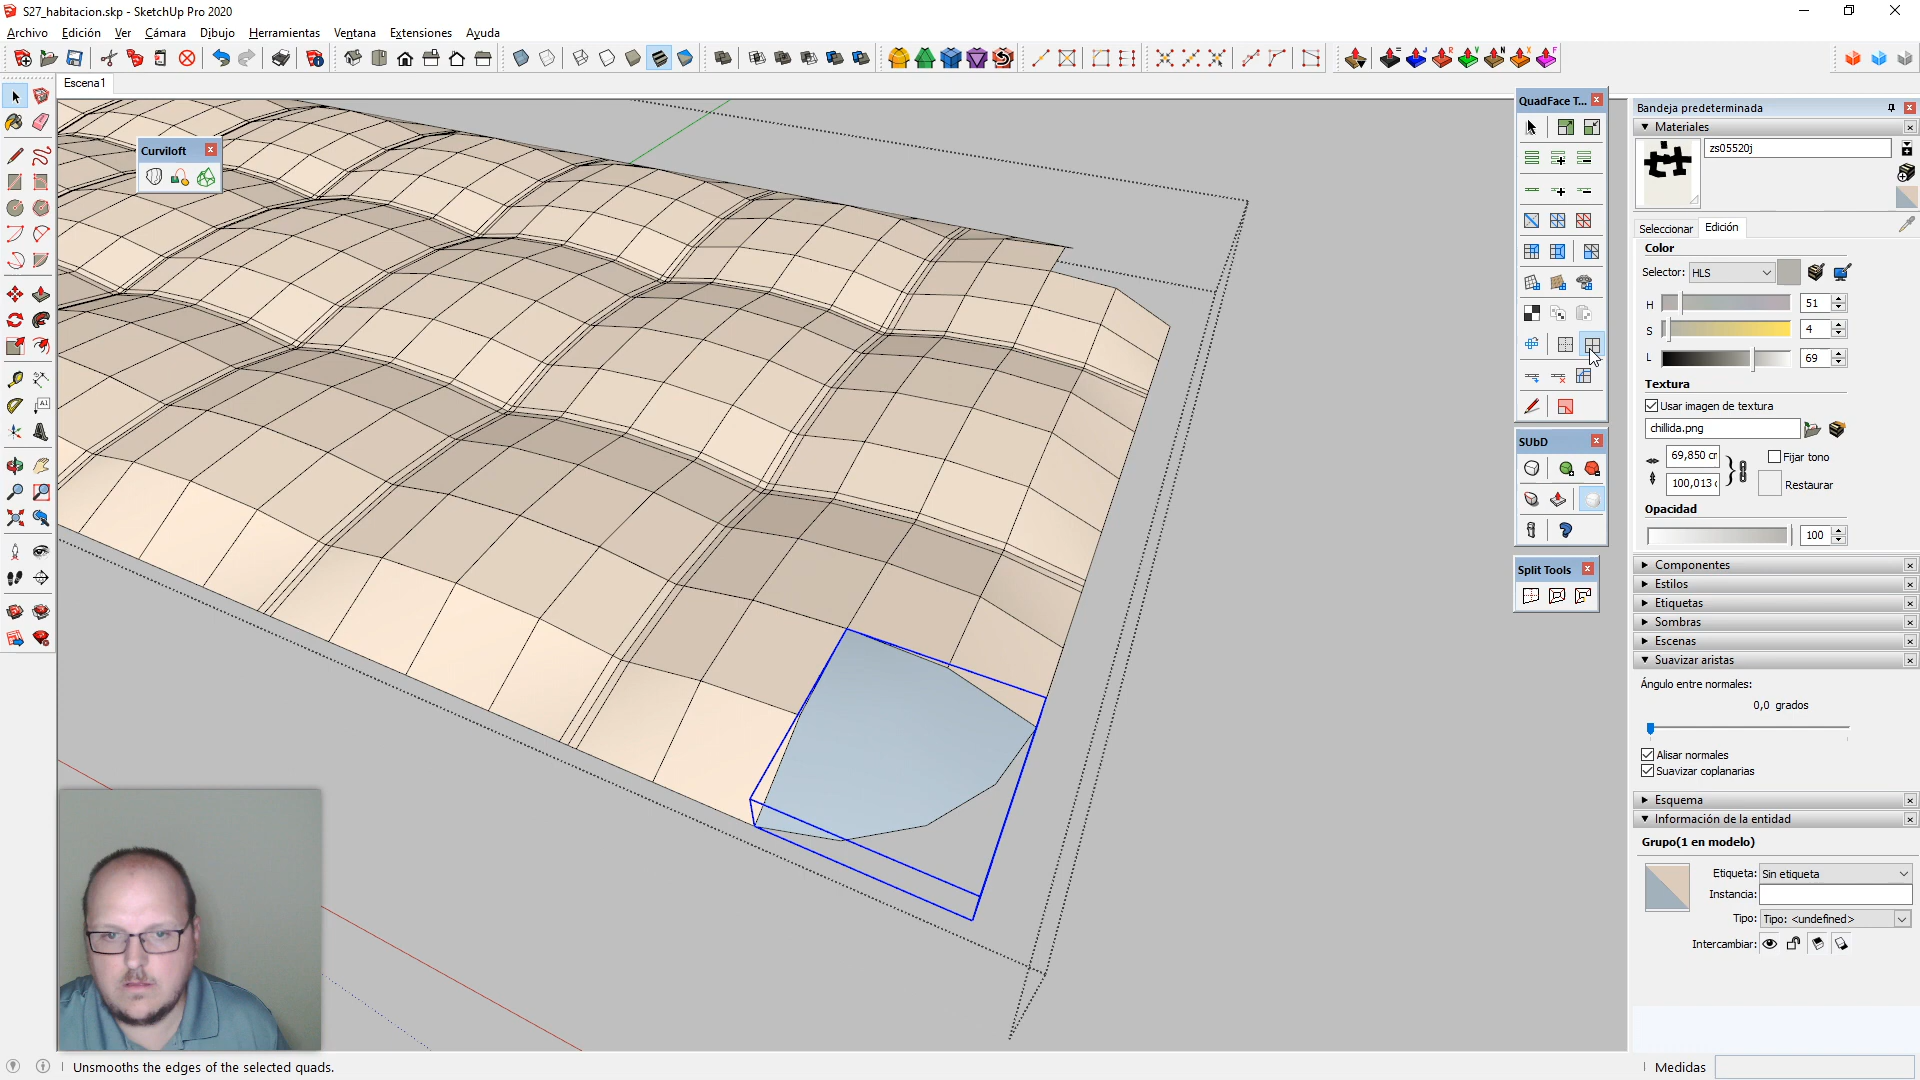 S27_habitacion.skp - SketchUp Pro 2020
Archivo Edición Ver Cámara Dibujo Herramientas Ventana Extensiones Ayuda
Escena1
Curviloft
QuadFace T...
SUbD
Split Tools
Bandeja predeterminada
Materiales
zs05520j
Seleccionar Edición
Color
Selector: HLS
H 51
S 4
L 69
Textura
Usar imagen de textura
chillida.png
69,850 cr
Fijar tono
100,013
Restaurar
Opacidad
100
Componentes
Estilos
Etiquetas
Sombras
Escenas
Suavizar aristas
Ángulo entre normales:
0,0 grados
Alisar normales
Suavizar coplanarias
Esquema
Información de la entidad
Grupo(1 en modelo)
Etiqueta: Sin etiqueta
Instancia:
Tipo: Tipo: <undefined>
Intercambiar:
Unsmooths the edges of the selected quads.
Medidas